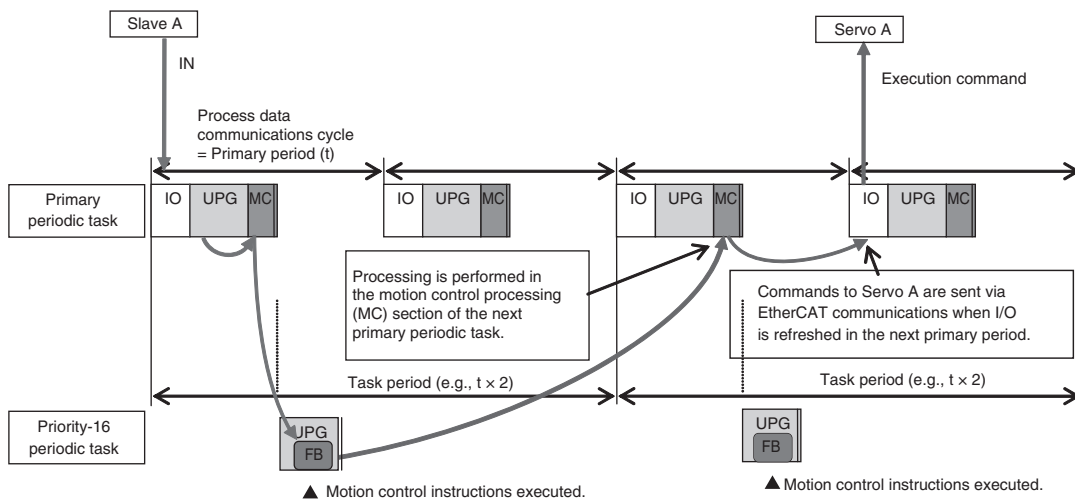 Slave A
Servo A
IN
Execution command
Process data
communications cycle
= Primary period (t)
Primary
periodic task
IO
UPG
MC
IO
UPG
MC
IO
UPG
MC
IO
UPG
MC
Processing is performed in
the motion control processing
(MC) section of the next
primary periodic task.
Commands to Servo A are sent via
EtherCAT communications when I/O
is refreshed in the next primary period.
Task period (e.g., t × 2)
Task period (e.g., t × 2)
Priority-16
periodic task
UPG
FB
UPG
FB
▲ Motion control instructions executed.
▲ Motion control instructions executed.